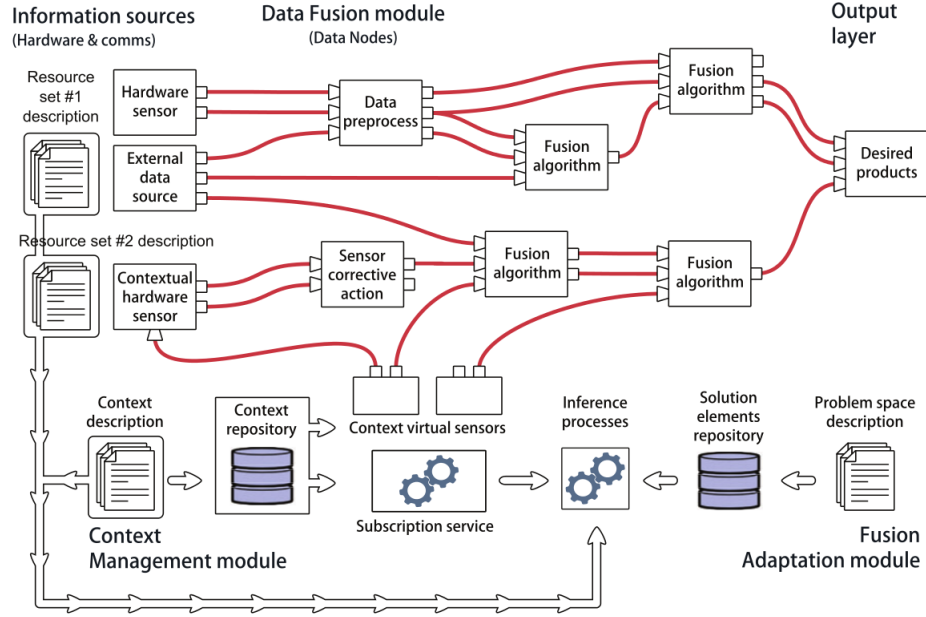 Information sources
(Hardware & comms)
Data Fusion module
(Data Nodes)
Output
layer
Resource
set #1
description
Hardware
sensor
Data
preprocess
Fusion
algorithm
External
data
source
Fusion
algorithm
Desired
products
Resource set #2 description
Contextual
hardware
sensor
Sensor
corrective
action
Fusion
algorithm
Fusion
algorithm
Context
description
Context
repository
Context virtual sensors
Inference
processes
Solution
elements
repository
Problem space
description
Subscription service
Context
Management module
Fusion
Adaptation module